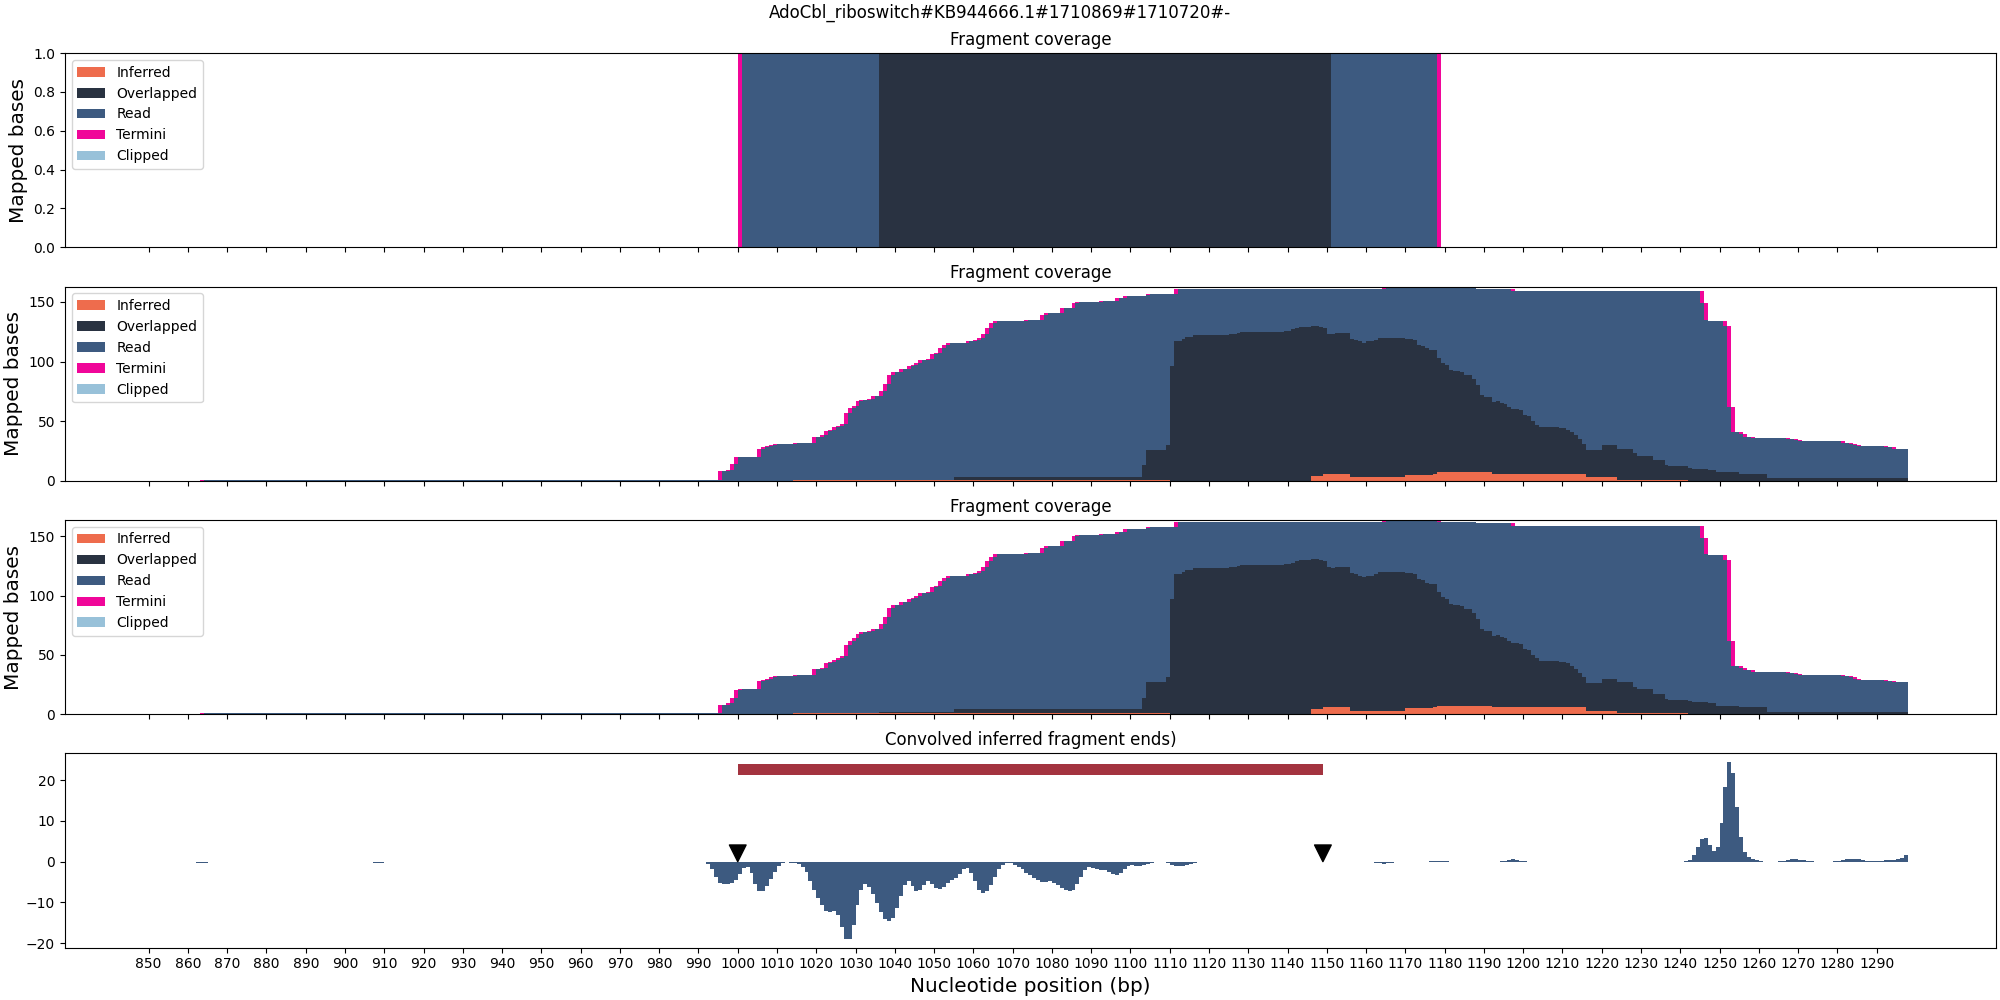 AdoCbl_riboswitch#KB944666.1#1710869#1710720#-
Fragment coverage
Mapped bases
1.0
0.8
0.6
0.4
0.2
0.0
Inferred
Overlapped
Read
Termini
Clipped
Fragment coverage
Mapped bases
150
100
50
0
Inferred
Overlapped
Read
Termini
Clipped
Fragment coverage
Mapped bases
150
100
50
0
Inferred
Overlapped
Read
Termini
Clipped
Convolved inferred fragment ends)
20
10
0
−10
−20
850 860 870 880 890 900 910 920 930 940 950 960 970 980 990 1000 1010 1020 1030 1040 1050 1060 1070 1080 1090 1100 1110 1120 1130 1140 1150 1160 1170 1180 1190 1200 1210 1220 1230 1240 1250 1260 1270 1280 1290
Nucleotide position (bp)